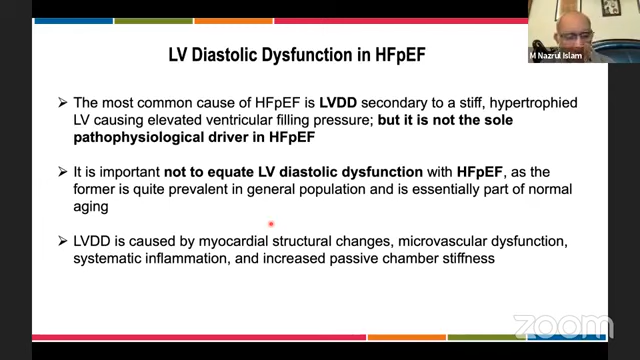 LV Diastolic Dysfunction in HFpEF
M Nazrul Islam
➢ The most common cause of HFpEF is LVDD secondary to a stiff, hypertrophied
LV causing elevated ventricular filling pressure; but it is not the sole
pathophysiological driver in HFpEF
➢ It is important not to equate LV diastolic dysfunction with HFpEF, as the
former is quite prevalent in general population and is essentially part of normal
aging
➢ LVDD is caused by myocardial structural changes, microvascular dysfunction,
systematic inflammation, and increased passive chamber stiffness
zoom